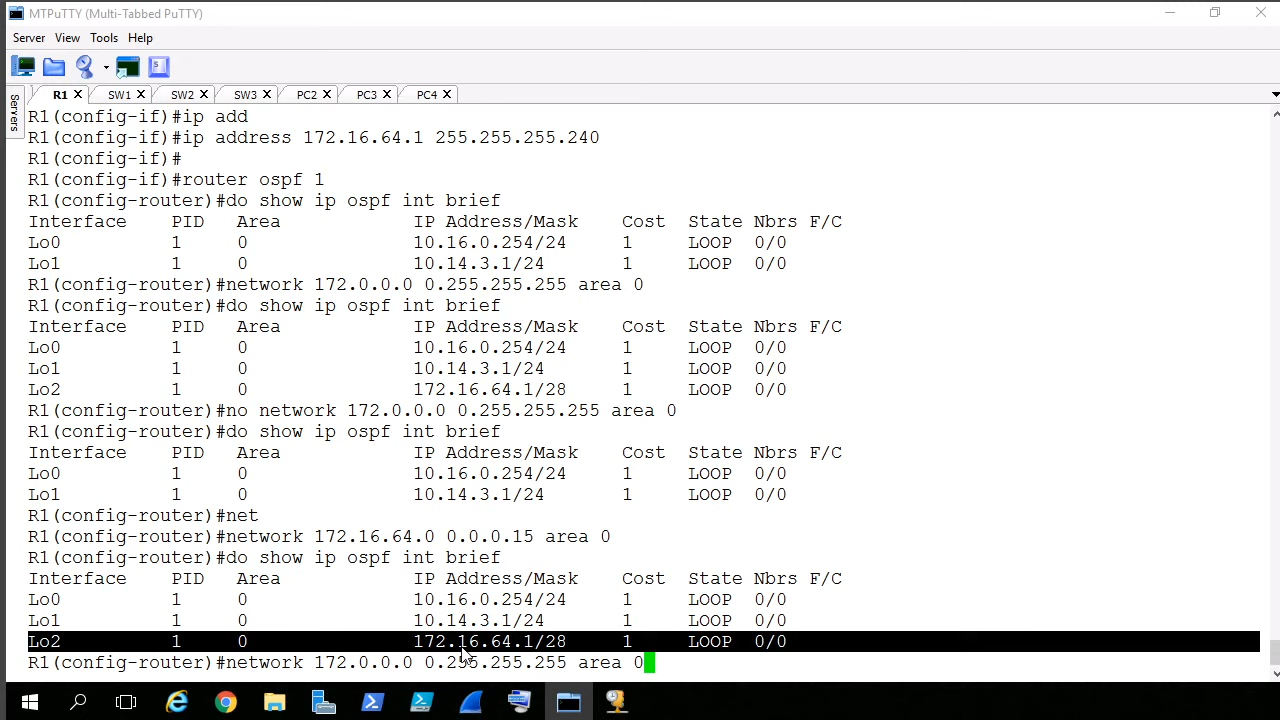 MTPuTTY (Multi-Tabbed PuTTY)
Server View Tools Help
R1 SW1 SW2 SW3 PC2 PC3 PC4
Servers
R1(config-if)#ip add
R1(config-if)#ip address 172.16.64.1 255.255.255.240
R1(config-if)#
R1(config-if)#router ospf 1
R1(config-router)#do show ip ospf int brief
Interface PID Area IP Address/Mask Cost State Nbrs F/C
Lo0 1 0 10.16.0.254/24 1 LOOP 0/0
Lo1 1 0 10.14.3.1/24 1 LOOP 0/0
R1(config-router)#network 172.0.0.0 0.255.255.255 area 0
R1(config-router)#do show ip ospf int brief
Interface PID Area IP Address/Mask Cost State Nbrs F/C
Lo0 1 0 10.16.0.254/24 1 LOOP 0/0
Lo1 1 0 10.14.3.1/24 1 LOOP 0/0
Lo2 1 0 172.16.64.1/28 1 LOOP 0/0
R1(config-router)#no network 172.0.0.0 0.255.255.255 area 0
R1(config-router)#do show ip ospf int brief
Interface PID Area IP Address/Mask Cost State Nbrs F/C
Lo0 1 0 10.16.0.254/24 1 LOOP 0/0
Lo1 1 0 10.14.3.1/24 1 LOOP 0/0
R1(config-router)#net
R1(config-router)#network 172.16.64.0 0.0.0.15 area 0
R1(config-router)#do show ip ospf int brief
Interface PID Area IP Address/Mask Cost State Nbrs F/C
Lo0 1 0 10.16.0.254/24 1 LOOP 0/0
Lo1 1 0 10.14.3.1/24 1 LOOP 0/0
Lo2 1 0 172.16.64.1/28 1 LOOP 0/0
R1(config-router)#network 172.0.0.0 0.255.255.255 area 0